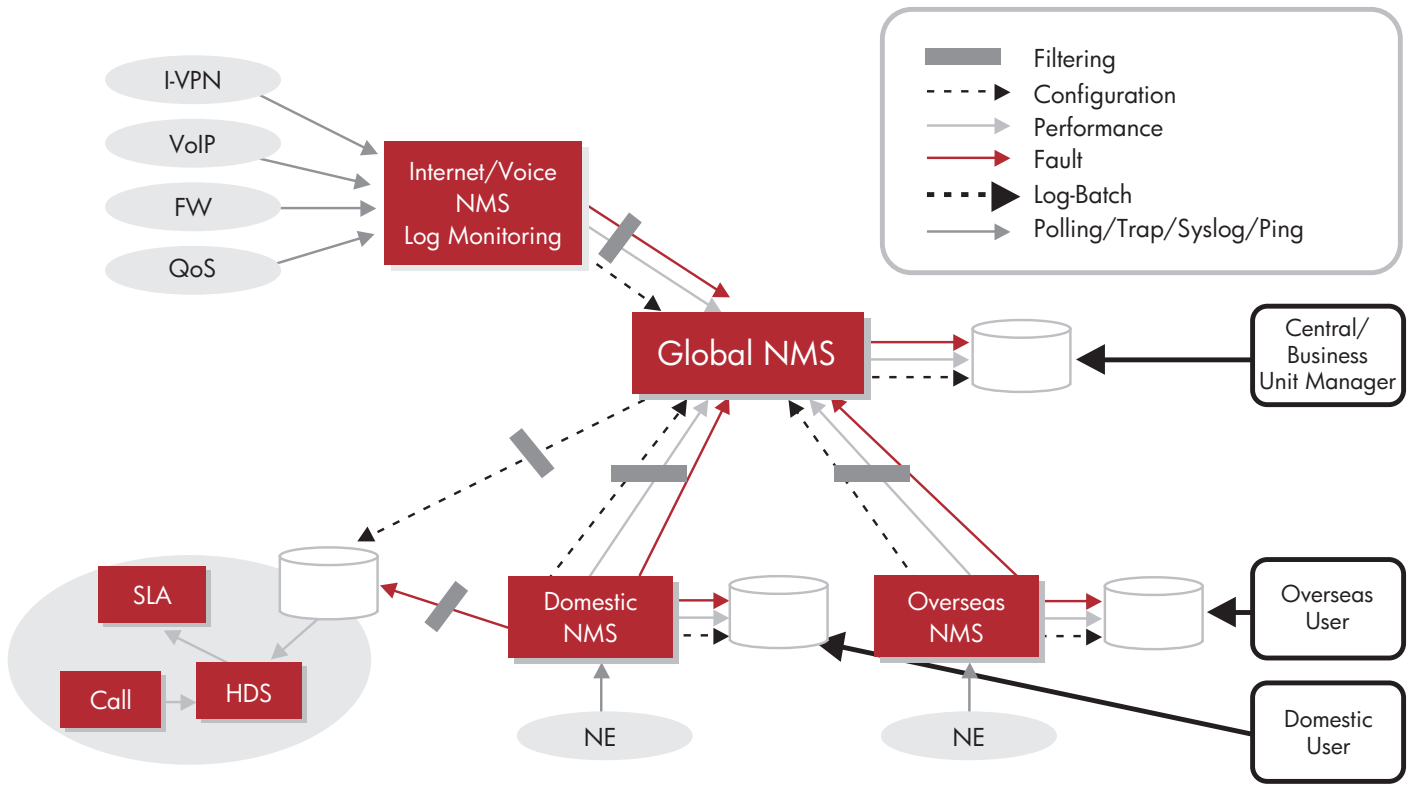 I-VPN
VoIP
FW
QoS
Internet/Voice
NMS
Log Monitoring
Filtering
Configuration
Performance
Fault
Log-Batch
Polling/Trap/Syslog/Ping
Global NMS
Central/
Business
Unit Manager
SLA
Call
HDS
Domestic
NMS
Overseas
NMS
Overseas
User
NE
NE
Domestic
User